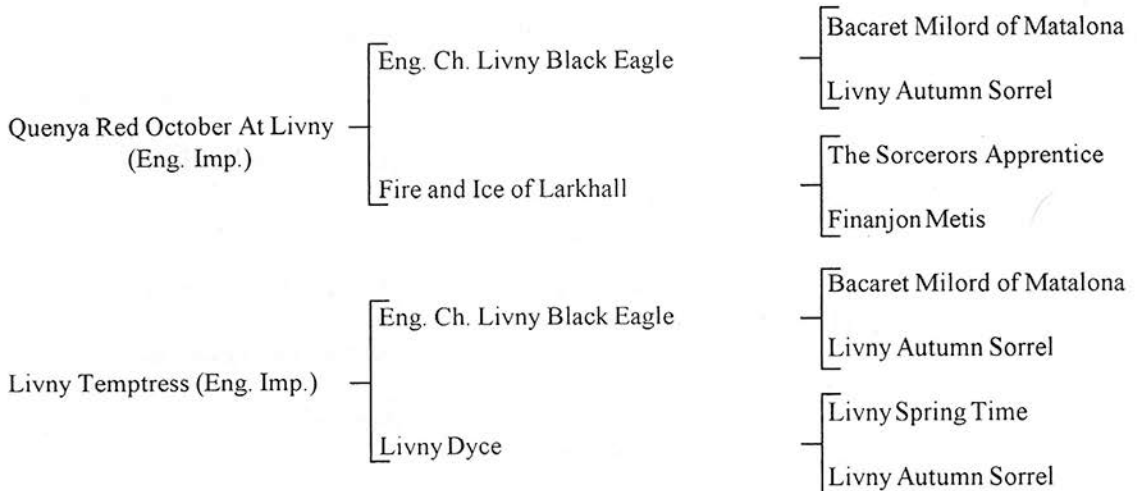 Bacaret Milord of Matalona
Eng. Ch. Livny Black Eagle
Livny Autumn Sorrel
Quenya Red October At Livny
(Eng. Imp.)
The Sorcerors Apprentice
Fire and Ice of Larkhall
Finanjon Metis
Bacaret Milord of Matalona
Eng. Ch. Livny Black Eagle
Livny Autumn Sorrel
Livny Temptress (Eng. Imp.)
Livny Spring Time
Livny Dyce
Livny Autumn Sorrel